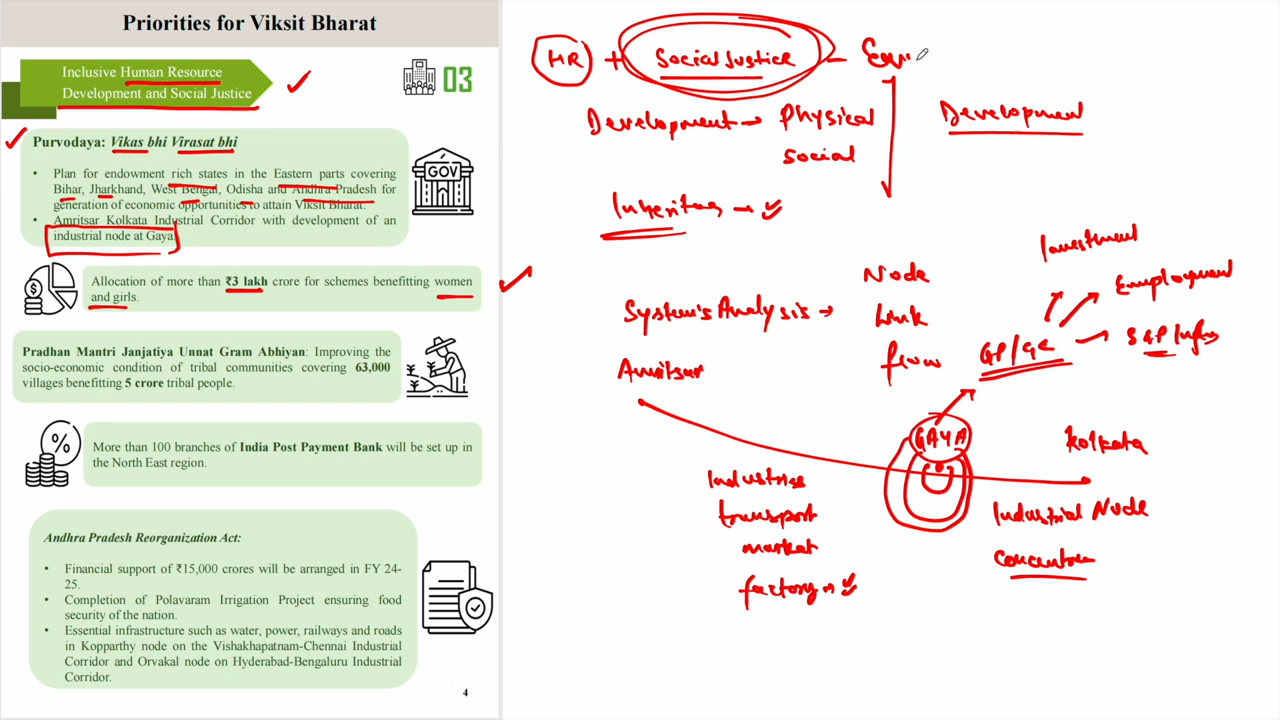 Priorities for Viksit Bharat
Inclusive Human Resource
Development and Social Justice
03
Purvodaya: Vikas bhi Virasat bhi
• Plan for endowment rich states in the Eastern parts covering
Bihar, Jharkhand, West Bengal, Odisha and Andhra Pradesh for
generation of economic opportunities to attain Viksit Bharat.
• Amritsar Kolkata Industrial Corridor with development of an
industrial node at Gaya.
GOV
Allocation of more than ₹3 lakh crore for schemes benefitting women
and girls.
Pradhan Mantri Janjatiya Unnat Gram Abhiyan: Improving the
socio-economic condition of tribal communities covering 63,000
villages benefitting 5 crore tribal people.
More than 100 branches of India Post Payment Bank will be set up in
the North East region.
Andhra Pradesh Reorganization Act:
• Financial support of ₹15,000 crores will be arranged in FY 24-
25.
• Completion of Polavaram Irrigation Project ensuring food
security of the nation.
• Essential infrastructure such as water, power, railways and roads
in Kopparthy node on the Vishakhapatnam-Chennai Industrial
Corridor and Orvakal node on Hyderabad-Bengaluru Industrial
Corridor.
4
HR + Social Justice –
Development → Physical
Social
Development
System's Analysis →
Node
Link
flow
Investment
Employment
GP/GC
Amritsar
GAYA
Kolkata
Industries
transport
market
factory
Industrial Node